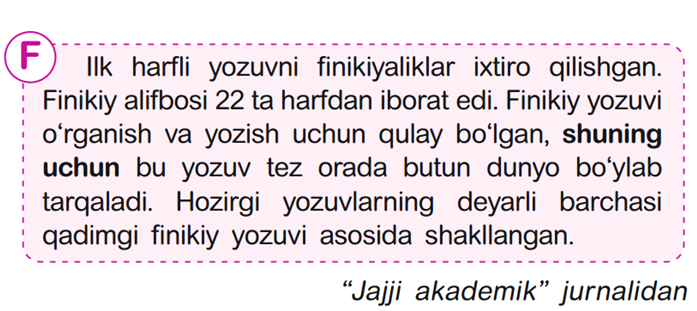 F
Ilk harfli yozuvni finikiyaliklar ixtiro qilishgan.
Finikiy alifbosi 22 ta harfdan iborat edi. Finikiy yozuvi
o‘rganish va yozish uchun qulay bo‘lgan, shuning
uchun bu yozuv tez orada butun dunyo bo‘ylab
tarqaladi. Hozirgi yozuvlarning deyarli barchasi
qadimgi finikiy yozuvi asosida shakllangan.
“Jajji akademik” jurnalidan